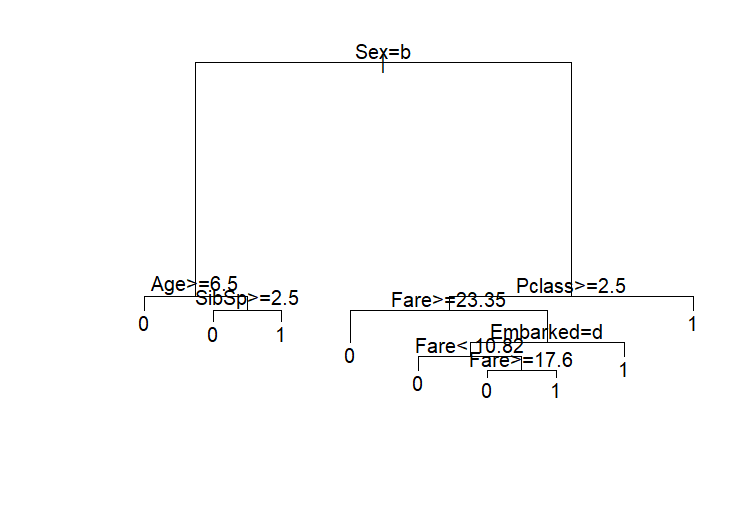 Sex=b
Age>=6.5
Pclass>=2.5
SibSp>=2.5
Fare>=23.35
0
0
1
0
Embarked=d
1
Fare< 10.82
Fare>=17.6
0
0
1
1